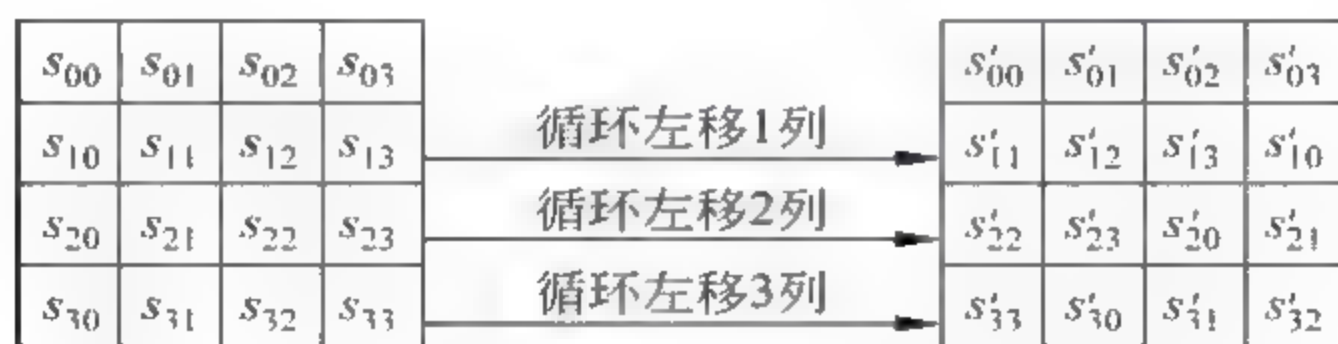 s₀₀ s₀₁ s₀₂ s₀₃ s′₀₀ s′₀₁ s′₀₂ s′₀₃
循环左移1列
s₁₀ s₁₁ s₁₂ s₁₃ s′₁₁ s′₁₂ s′₁₃ s′₁₀
循环左移2列
s₂₀ s₂₁ s₂₂ s₂₃ s′₂₂ s′₂₃ s′₂₀ s′₂₁
循环左移3列
s₃₀ s₃₁ s₃₂ s₃₃ s′₃₃ s′₃₀ s′₃₁ s′₃₂